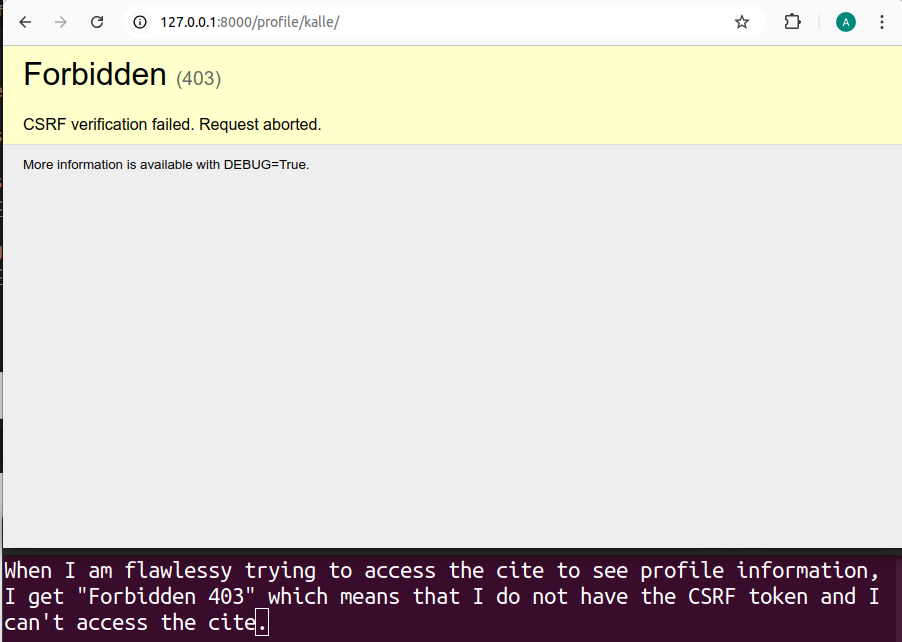 127.0.0.1:8000/profile/kalle/
A
Forbidden (403)
CSRF verification failed. Request aborted.
More information is available with DEBUG=True.
When I am flawlessy trying to access the cite to see profile information,
I get "Forbidden 403" which means that I do not have the CSRF token and I
can't access the cite.